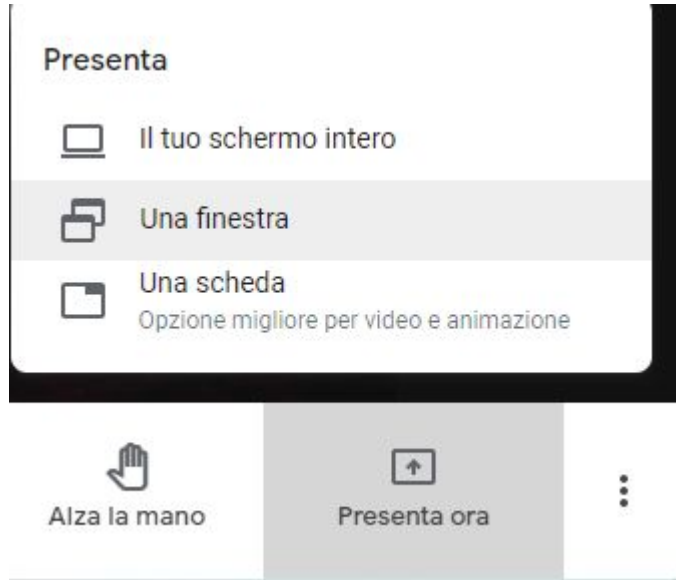 Presenta
Il tuo schermo intero
Una finestra
Una scheda
Opzione migliore per video e animazione
Alza la mano
Presenta ora